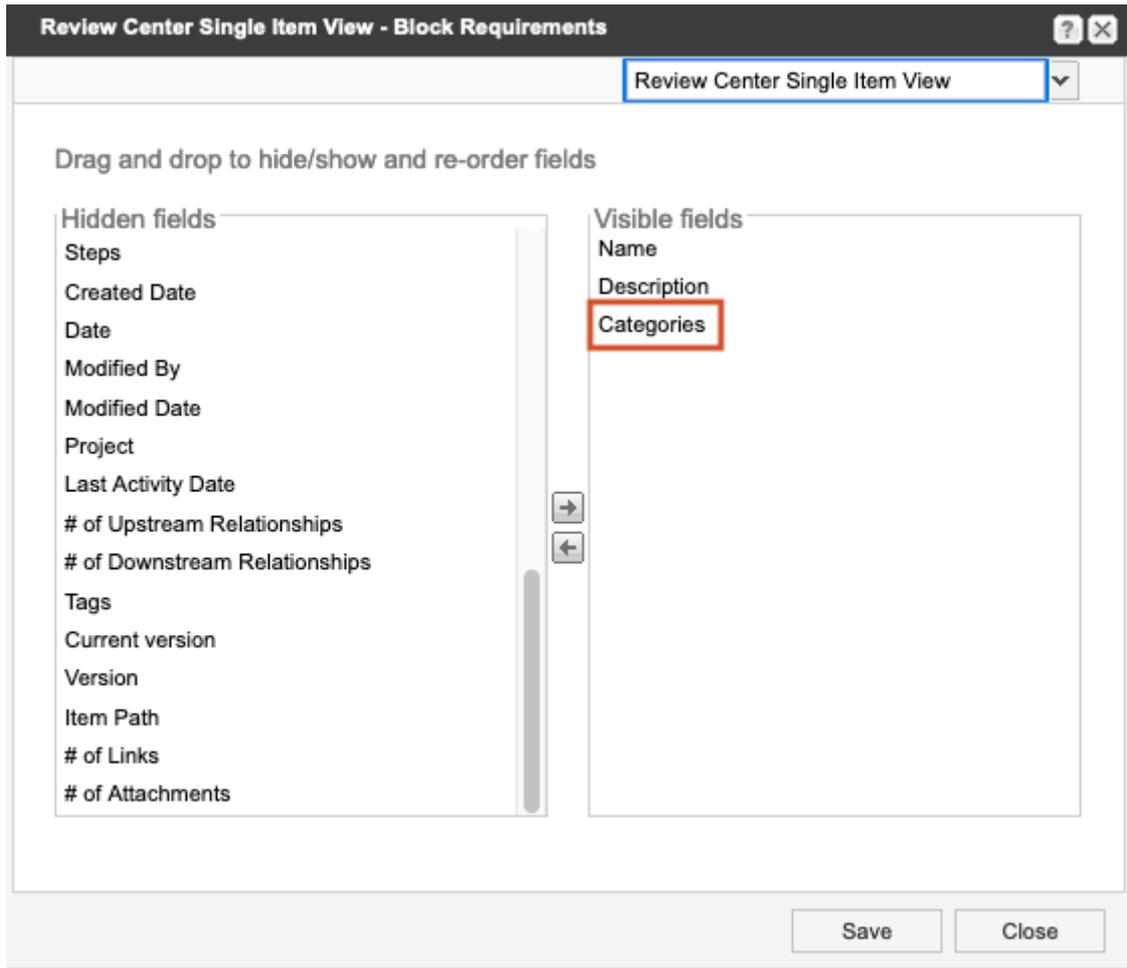 Review Center Single Item View - Block Requirements
?
Review Center Single Item View
Drag and drop to hide/show and re-order fields
Hidden fields
Steps
Created Date
Date
Modified By
Modified Date
Project
Last Activity Date
# of Upstream Relationships
# of Downstream Relationships
Tags
Current version
Version
Item Path
# of Links
# of Attachments
Visible fields
Name
Description
Categories
Save
Close